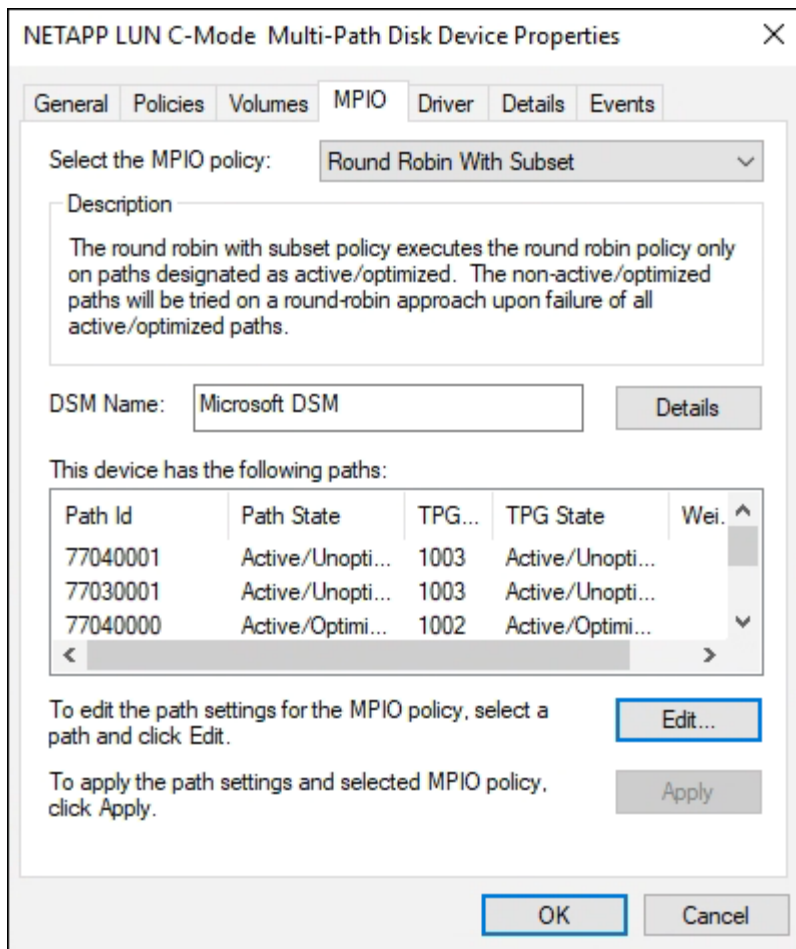 NETAPP LUN C-Mode  Multi-Path Disk Device Properties
General Policies Volumes MPIO Driver Details Events
Select the MPIO policy: Round Robin With Subset
Description
The round robin with subset policy executes the round robin policy only
on paths designated as active/optimized.  The non-active/optimized
paths will be tried on a round-robin approach upon failure of all
active/optimized paths.
DSM Name: Microsoft DSM Details
This device has the following paths:
Path Id Path State TPG... TPG State Wei.
77040001 Active/Unopti... 1003 Active/Unopti...
77030001 Active/Unopti... 1003 Active/Unopti...
77040000 Active/Optimi... 1002 Active/Optimi...
To edit the path settings for the MPIO policy, select a
path and click Edit.
Edit...
To apply the path settings and selected MPIO policy,
click Apply.
Apply
OK Cancel